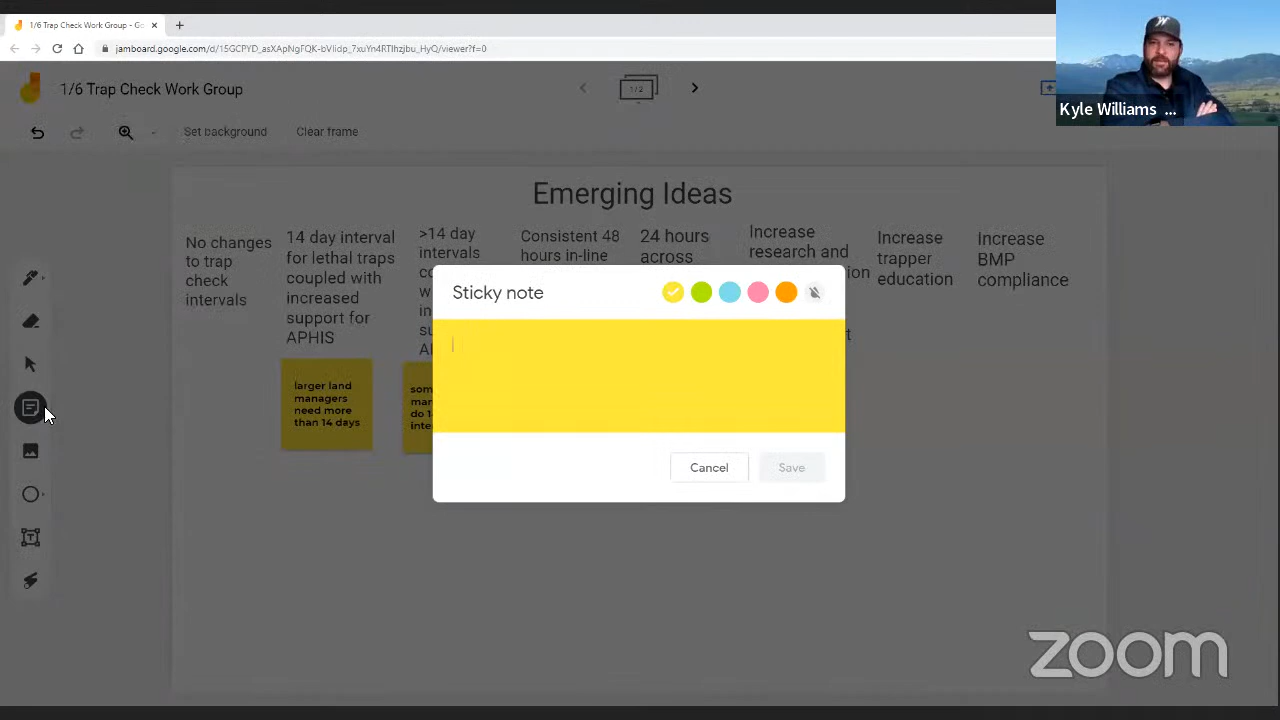 1/6 Trap Check Work Group - Go
jamboard.google.com/d/15GCPYD_asXApNgFQK-bVIidp_7xuYn4RTlhzjbu_HyQ/viewer?f=0
1/6 Trap Check Work Group
1/2
Set background
Clear frame
Kyle Williams ...
Emerging Ideas
No changes
to trap
check
intervals
14 day interval
for lethal traps
coupled with
increased
support for
APHIS
>14 day
intervals
Consistent 48
hours in-line
24 hours
across
Increase
research and
Increase
trapper
education
Increase
BMP
compliance
larger land
managers
need more
than 14 days
Sticky note
Cancel
Save
zoom